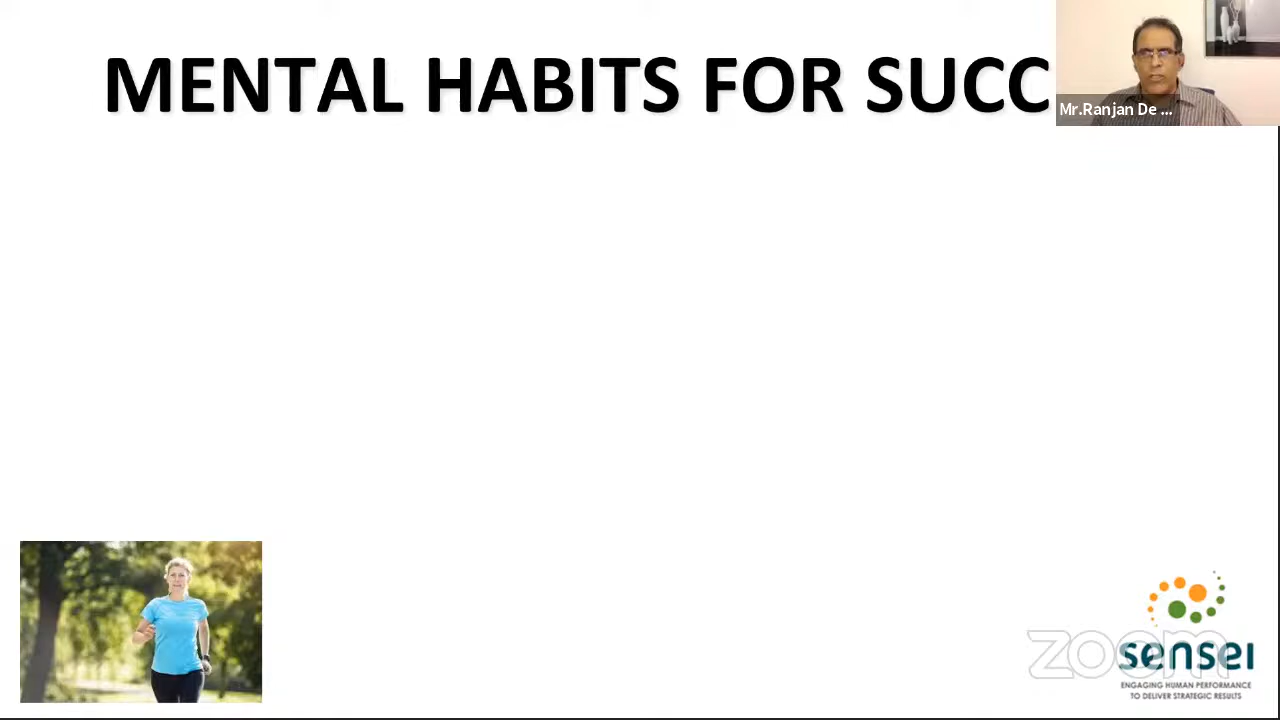 MENTAL HABITS FOR SUCC
Mr.Ranjan De ...
zoom
sensei
ENGAGING HUMAN PERFORMANCE
TO DELIVER STRATEGIC RESULTS